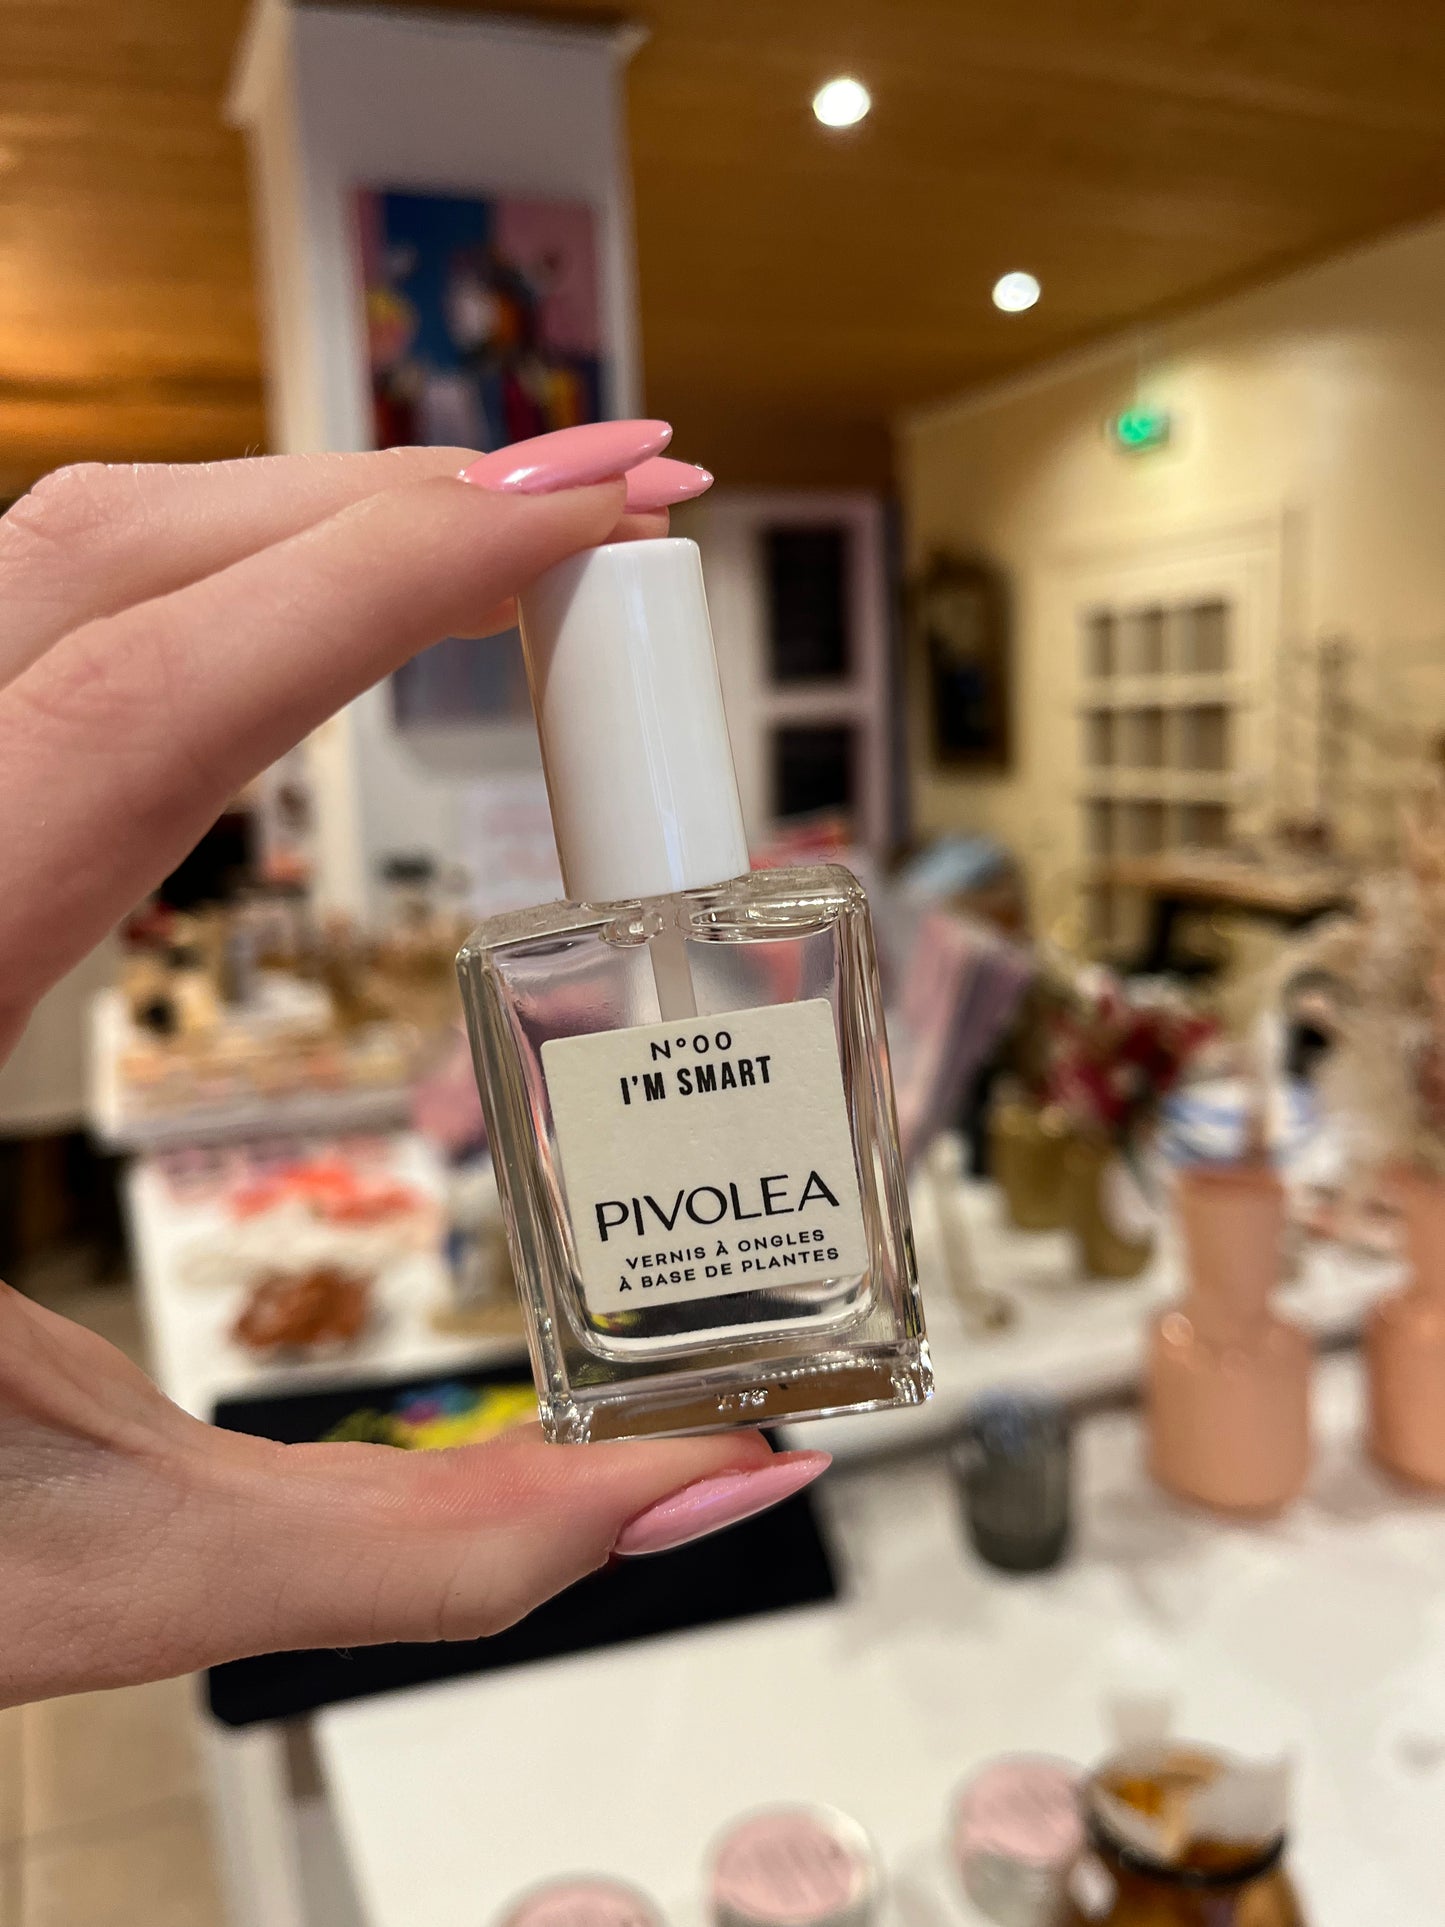 N°00
I'M SMART
PIVOLEA
VERNIS À ONGLES
À BASE DE PLANTES